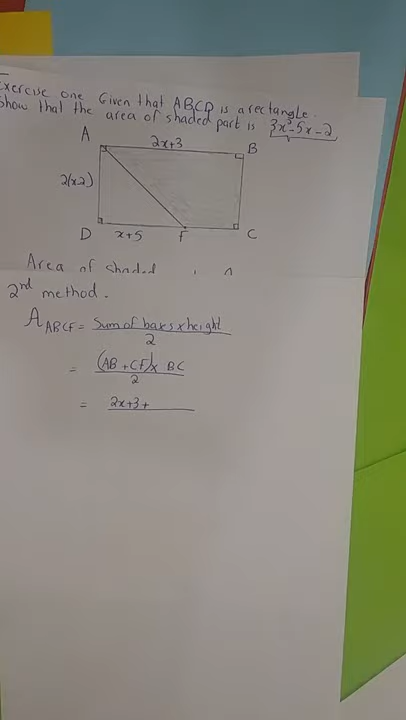 Exercise one Given that ABCD is a rectangle.
Show that the area of shaded part is 3x²-5x-2
A
2x+3
B
2(x-2)
D
x+5
F
C
Area of shaded
2nd method.
A ABCF = Sum of bases x height
2
= (AB + CF) x BC
2
= 2x+3+